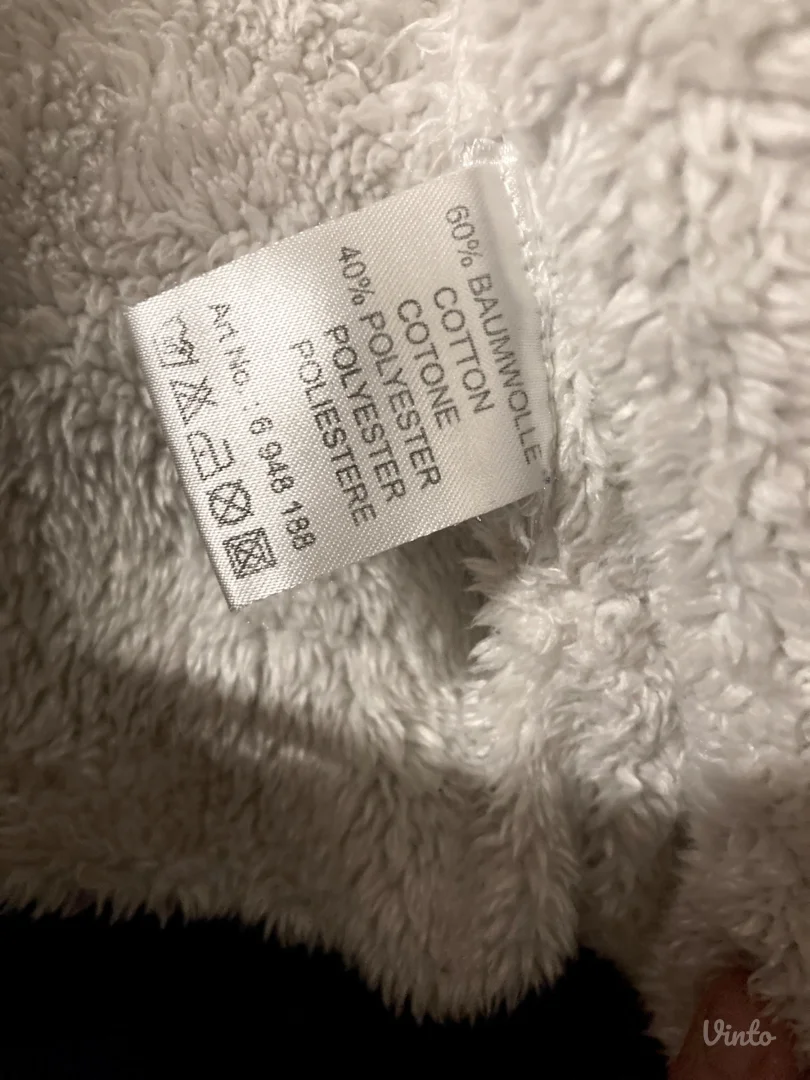 60% BAUMWOLLE
COTTON
COTONE
40% POLYESTER
POLYESTER
POLIESTERE
Art No : 6 948 188
Vinto